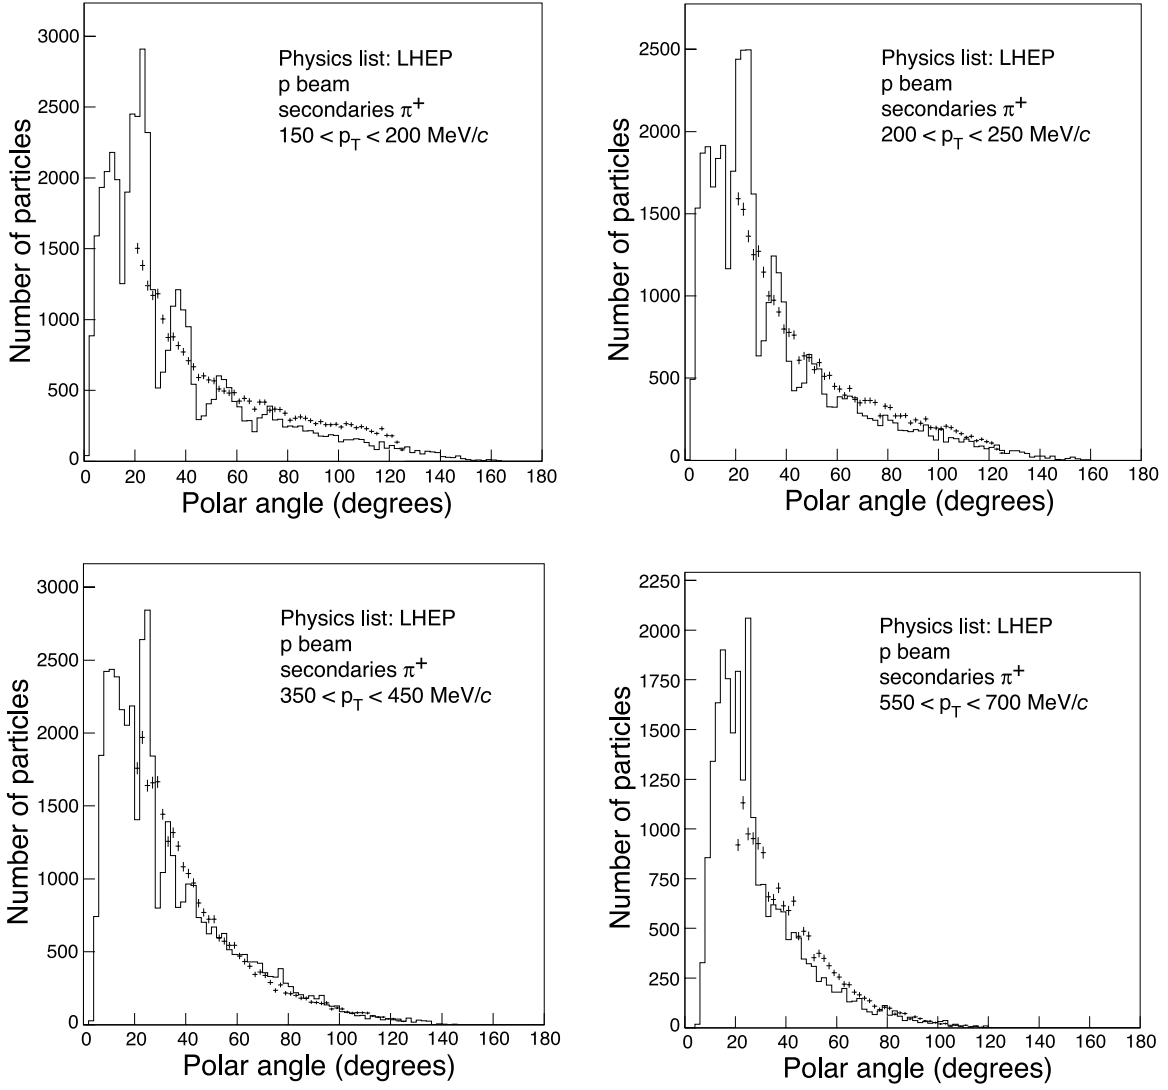 3000
2500
2000
1500
1000
500
0
Number of particles
Physics list: LHEP
p beam
secondaries π+
150 < pT < 200 MeV/c
0 20 40 60 80 100 120 140 160 180
Polar angle (degrees)
2500
2000
1500
1000
500
0
Number of particles
Physics list: LHEP
p beam
secondaries π+
200 < pT < 250 MeV/c
0 20 40 60 80 100 120 140 160 180
Polar angle (degrees)
3000
2500
2000
1500
1000
500
0
Number of particles
Physics list: LHEP
p beam
secondaries π+
350 < pT < 450 MeV/c
0 20 40 60 80 100 120 140 160 180
Polar angle (degrees)
2250
2000
1750
1500
1250
1000
750
500
250
0
Number of particles
Physics list: LHEP
p beam
secondaries π+
550 < pT < 700 MeV/c
0 20 40 60 80 100 120 140 160 180
Polar angle (degrees)